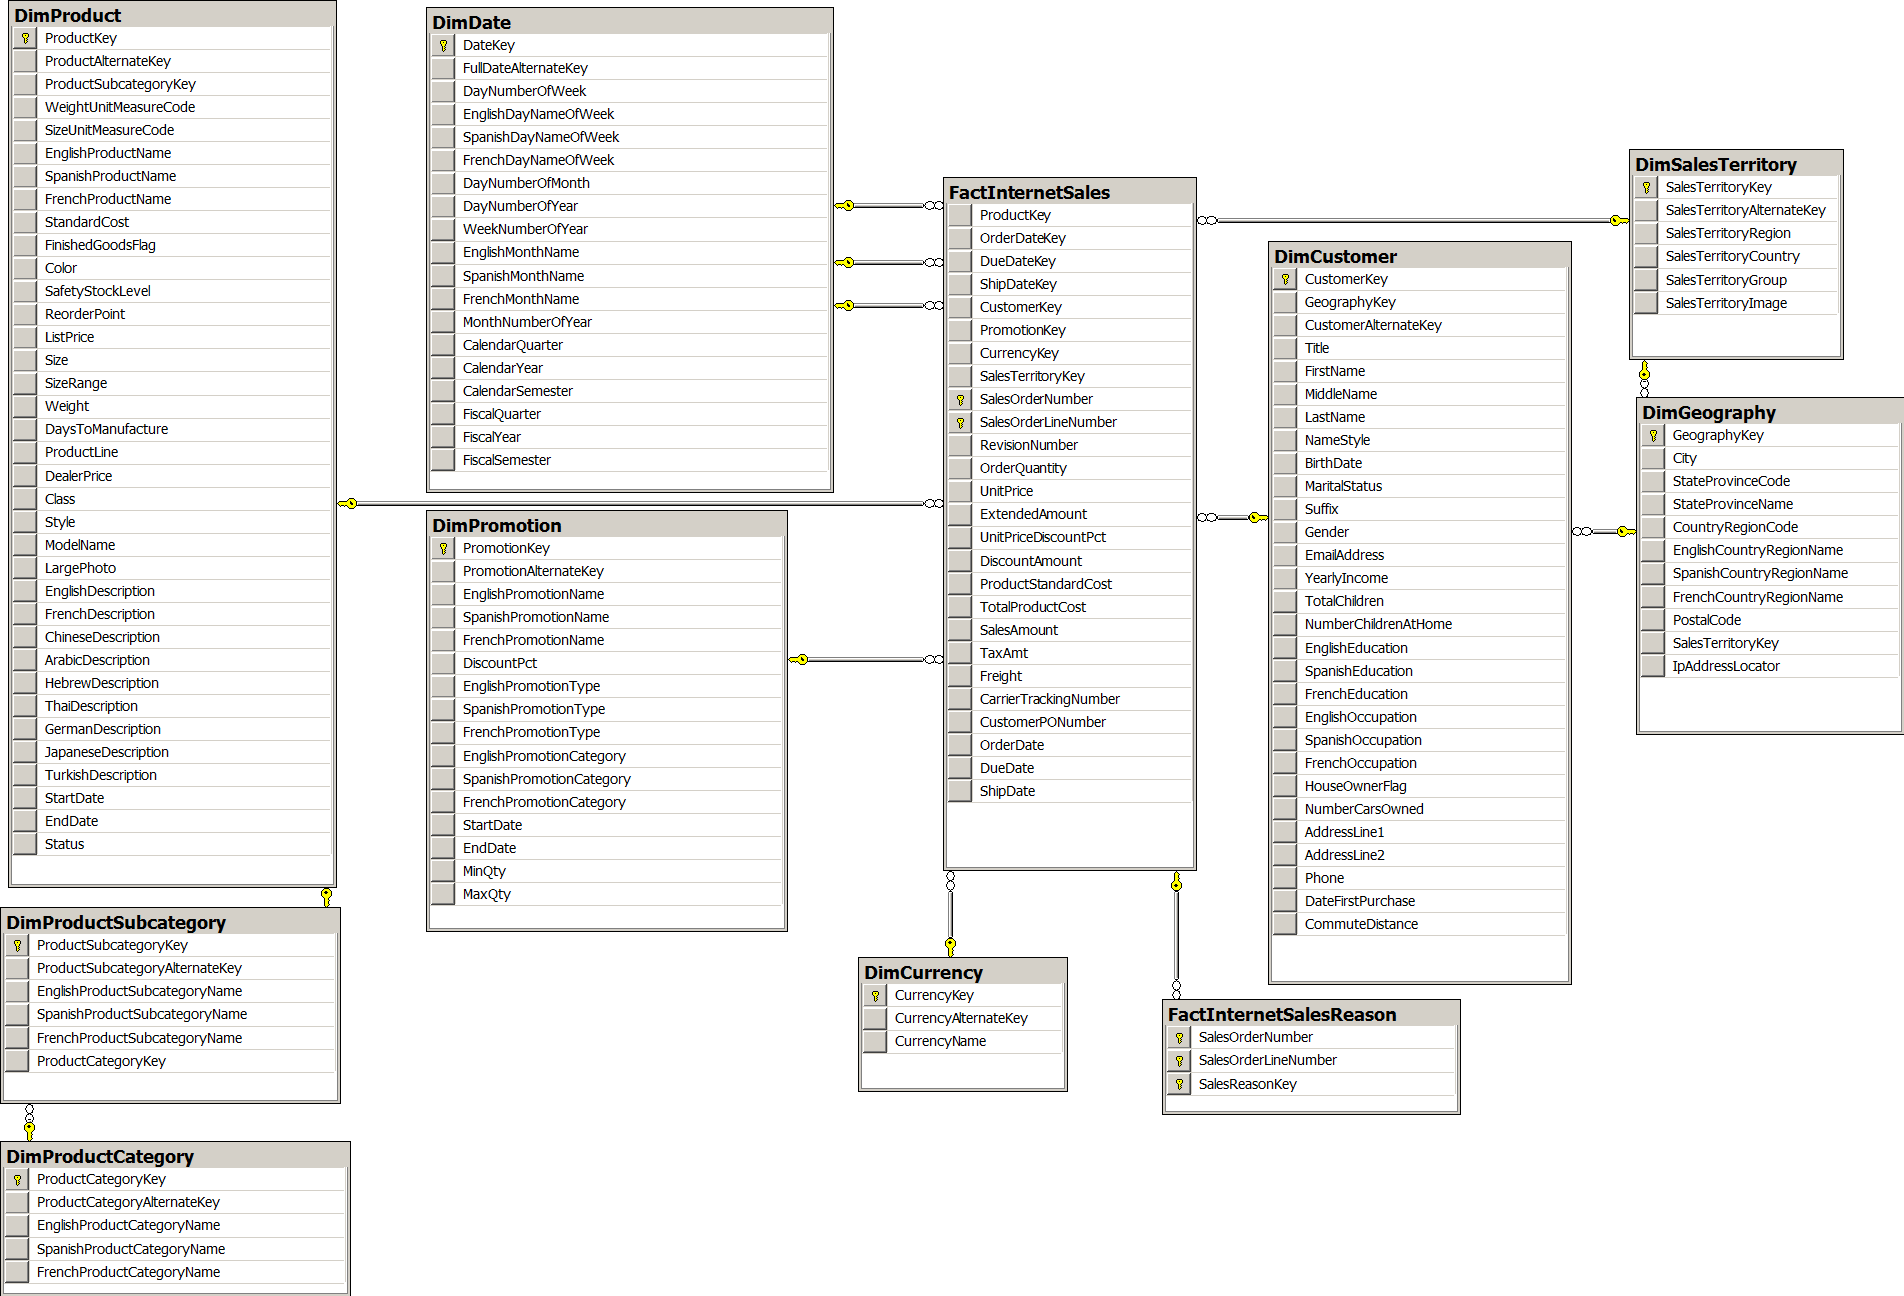 DimProduct
ProductKey
ProductAlternateKey
ProductSubcategoryKey
WeightUnitMeasureCode
SizeUnitMeasureCode
EnglishProductName
SpanishProductName
FrenchProductName
StandardCost
FinishedGoodsFlag
Color
SafetyStockLevel
ReorderPoint
ListPrice
Size
SizeRange
Weight
DaysToManufacture
ProductLine
DealerPrice
Class
Style
ModelName
LargePhoto
EnglishDescription
FrenchDescription
ChineseDescription
ArabicDescription
HebrewDescription
ThaiDescription
GermanDescription
JapaneseDescription
TurkishDescription
StartDate
EndDate
Status
DimProductSubcategory
ProductSubcategoryKey
ProductSubcategoryAlternateKey
EnglishProductSubcategoryName
SpanishProductSubcategoryName
FrenchProductSubcategoryName
ProductCategoryKey
DimProductCategory
ProductCategoryKey
ProductCategoryAlternateKey
EnglishProductCategoryName
SpanishProductCategoryName
FrenchProductCategoryName
DimDate
DateKey
FullDateAlternateKey
DayNumberOfWeek
EnglishDayNameOfWeek
SpanishDayNameOfWeek
FrenchDayNameOfWeek
DayNumberOfMonth
DayNumberOfYear
WeekNumberOfYear
EnglishMonthName
SpanishMonthName
FrenchMonthName
MonthNumberOfYear
CalendarQuarter
CalendarYear
CalendarSemester
FiscalQuarter
FiscalYear
FiscalSemester
DimPromotion
PromotionKey
PromotionAlternateKey
EnglishPromotionName
SpanishPromotionName
FrenchPromotionName
DiscountPct
EnglishPromotionType
SpanishPromotionType
FrenchPromotionType
EnglishPromotionCategory
SpanishPromotionCategory
FrenchPromotionCategory
StartDate
EndDate
MinQty
MaxQty
FactInternetSales
ProductKey
OrderDateKey
DueDateKey
ShipDateKey
CustomerKey
PromotionKey
CurrencyKey
SalesTerritoryKey
SalesOrderNumber
SalesOrderLineNumber
RevisionNumber
OrderQuantity
UnitPrice
ExtendedAmount
UnitPriceDiscountPct
DiscountAmount
ProductStandardCost
TotalProductCost
SalesAmount
TaxAmt
Freight
CarrierTrackingNumber
CustomerPONumber
OrderDate
DueDate
ShipDate
DimCurrency
CurrencyKey
CurrencyAlternateKey
CurrencyName
FactInternetSalesReason
SalesOrderNumber
SalesOrderLineNumber
SalesReasonKey
DimCustomer
CustomerKey
GeographyKey
CustomerAlternateKey
Title
FirstName
MiddleName
LastName
NameStyle
BirthDate
MaritalStatus
Suffix
Gender
EmailAddress
YearlyIncome
TotalChildren
NumberChildrenAtHome
EnglishEducation
SpanishEducation
FrenchEducation
EnglishOccupation
SpanishOccupation
FrenchOccupation
HouseOwnerFlag
NumberCarsOwned
AddressLine1
AddressLine2
Phone
DateFirstPurchase
CommuteDistance
DimSalesTerritory
SalesTerritoryKey
SalesTerritoryAlternateKey
SalesTerritoryRegion
SalesTerritoryCountry
SalesTerritoryGroup
SalesTerritoryImage
DimGeography
GeographyKey
City
StateProvinceCode
StateProvinceName
CountryRegionCode
EnglishCountryRegionName
SpanishCountryRegionName
FrenchCountryRegionName
PostalCode
SalesTerritoryKey
IpAddressLocator